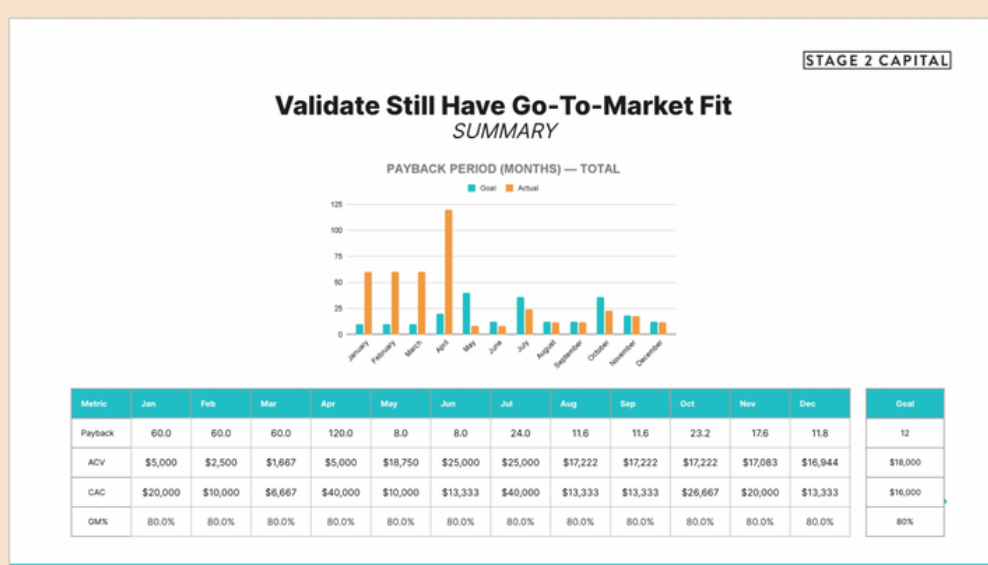 STAGE 2 CAPITAL
Validate Still Have Go-To-Market Fit
SUMMARY
PAYBACK PERIOD (MONTHS) — TOTAL
Goal Actual
125
100
75
50
25
0
January February March April May June July August September October November December
Metric Jan Feb Mar Apr May Jun Jul Aug Sep Oct Nov Dec Goal
Payback 60.0 60.0 60.0 120.0 8.0 8.0 24.0 11.6 11.6 23.2 17.6 11.8 12
ACV $5,000 $2,500 $1,667 $5,000 $18,750 $25,000 $25,000 $17,222 $17,222 $17,222 $17,083 $16,944 $18,000
CAC $20,000 $10,000 $6,667 $40,000 $10,000 $13,333 $40,000 $13,333 $13,333 $26,667 $20,000 $13,333 $16,000
GM% 80.0% 80.0% 80.0% 80.0% 80.0% 80.0% 80.0% 80.0% 80.0% 80.0% 80.0% 80.0% 80%